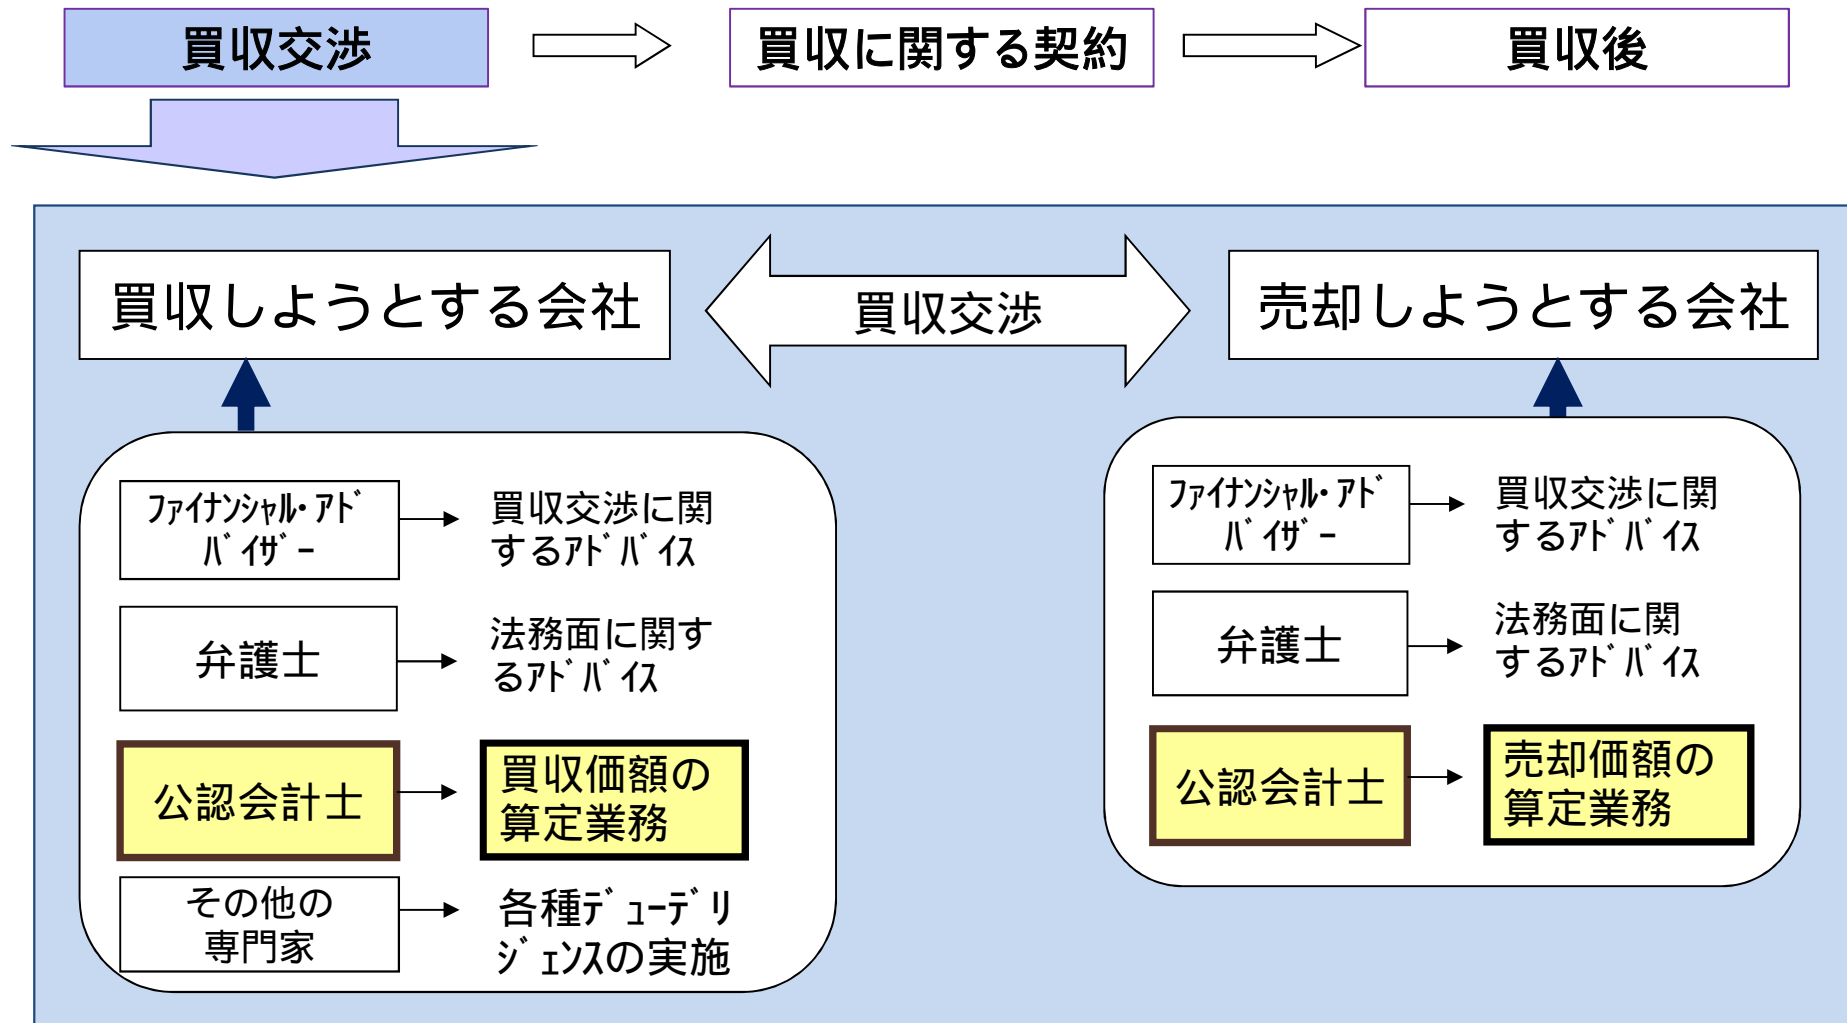 買収交渉
買収に関する契約
買収後
買収しようとする会社
買収交渉
売却しようとする会社
ﾌｧｲﾅﾝｼｬﾙ･ｱﾄﾞ
ﾊﾞｲｻﾞｰ
買収交渉に関
するｱﾄﾞﾊﾞｲｽ
弁護士
法務面に関す
るｱﾄﾞﾊﾞｲｽ
公認会計士
買収価額の
算定業務
その他の
専門家
各種ﾃﾞｭｰﾃﾞﾘ
ｼﾞｪﾝｽの実施
ﾌｧｲﾅﾝｼｬﾙ･ｱﾄﾞ
ﾊﾞｲｻﾞｰ
買収交渉に関
するｱﾄﾞﾊﾞｲｽ
弁護士
法務面に関
するｱﾄﾞﾊﾞｲｽ
公認会計士
売却価額の
算定業務